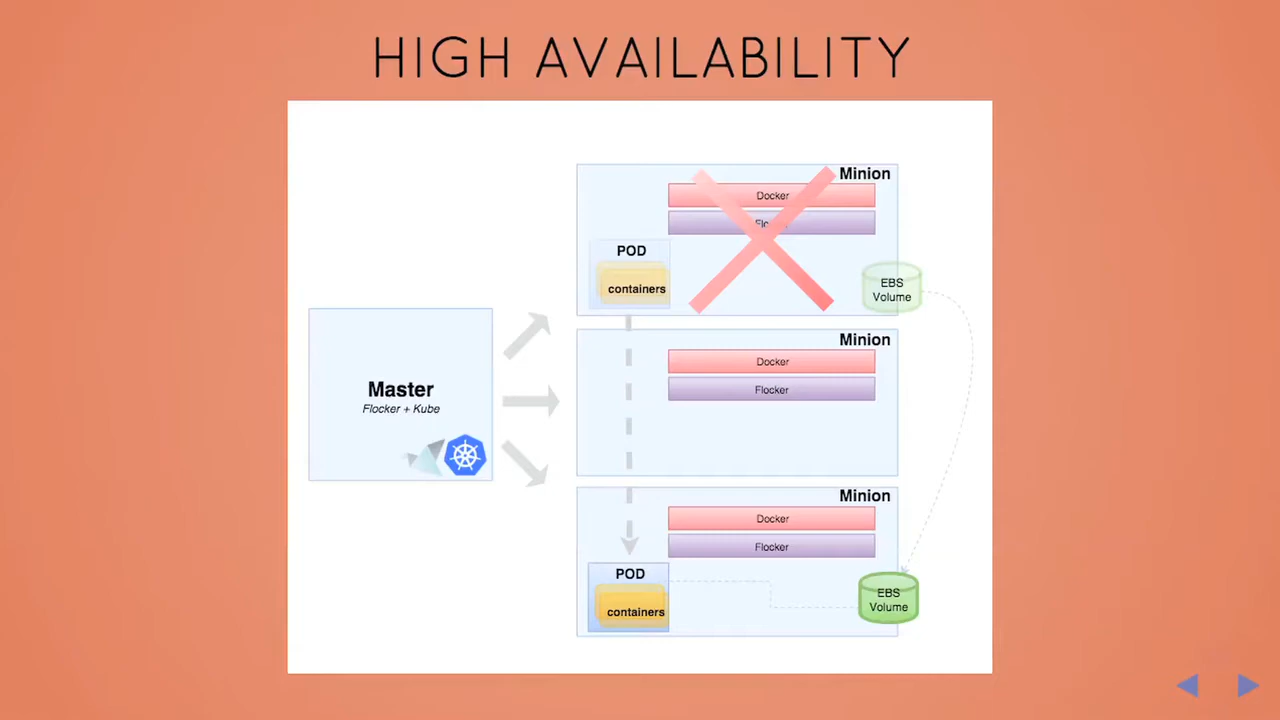 HIGH AVAILABILITY
Master
Flocker + Kube
Minion
Docker
POD
containers
EBS
Volume
Minion
Docker
Flocker
Minion
Docker
Flocker
POD
containers
EBS
Volume